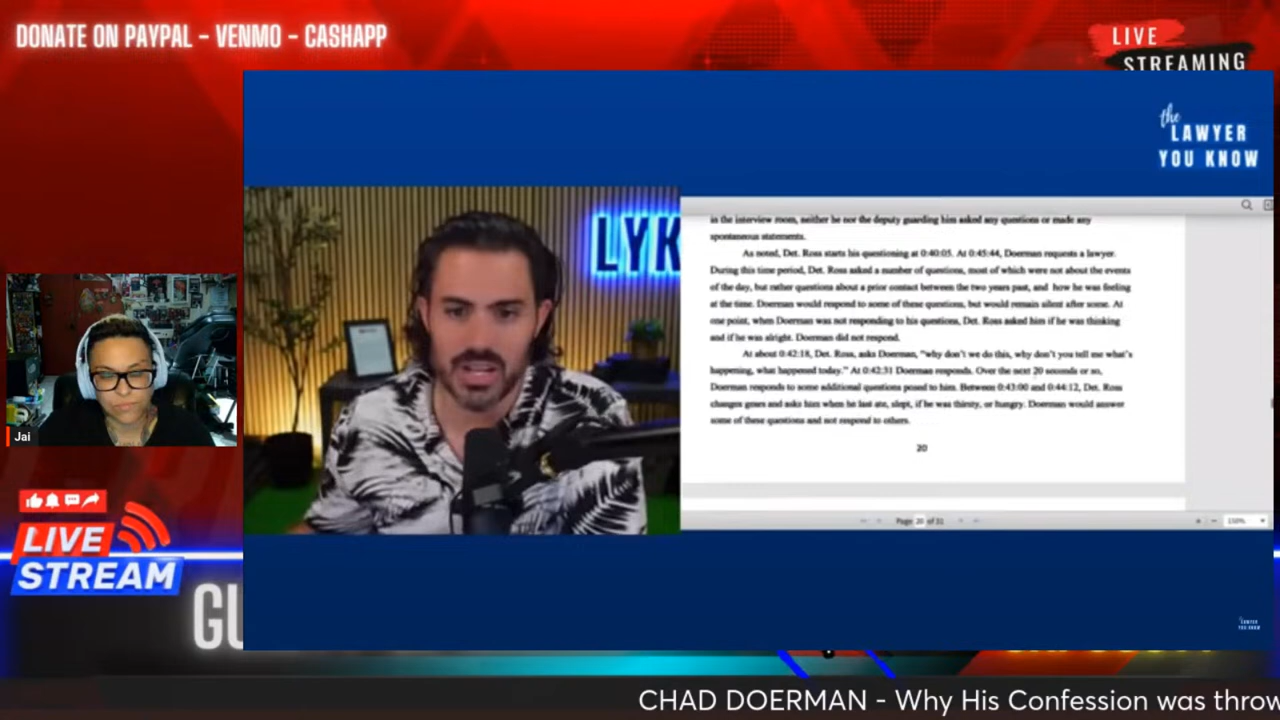 DONATE ON PAYPAL - VENMO - CASHAPP
LIVE
STREAMING
the
LAWYER
YOU KNOW
LYK
in the interview room, neither he nor the deputy guarding him asked any questions or made any
spontaneous statements.
As noted, Det. Ross starts his questioning at 0:40:05. At 0:45:44, Doerman requests a lawyer.
During this time period, Det. Ross asked a number of questions, most of which were not about the events
of the day, but rather questions about a prior contact between the two years past, and how he was feeling
at the time. Doerman would respond to some of these questions, but would remain silent after some. At
one point, when Doerman was not responding to his questions, Det. Ross asked him if he was thinking
and if he was alright. Doerman did not respond.
At about 0:42:18, Det. Ross, asks Doerman, "why don't we do this, why don't you tell me what's
happening, what happened today." At 0:42:31 Doerman responds. Over the next 20 seconds or so,
Doerman responds to some additional questions posed to him. Between 0:43:00 and 0:44:12, Det. Ross
changes gears and asks him when he last ate, slept, if he was thirsty, or hungry. Doerman would answer
some of these questions and not respond to others.
20
Page 20 of 31
150%
Jai
LIVE
STREAM
GU
the
LAWYER
YOU KNOW
CHAD DOERMAN - Why His Confession was throw